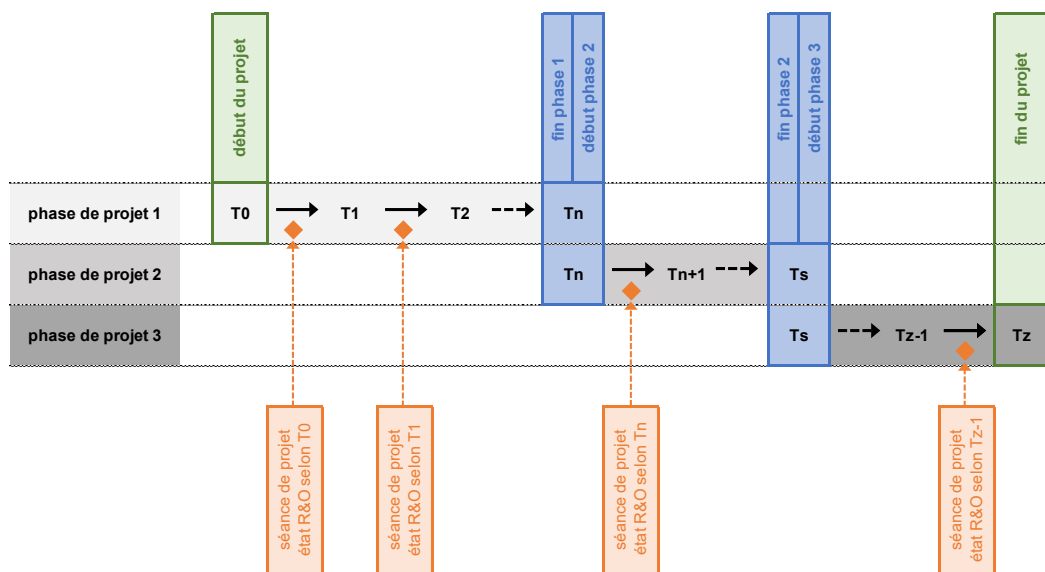 début du projet
fin phase 1
début phase 2
fin phase 2
début phase 3
fin du projet
phase de projet 1
T0
T1
T2
Tn
phase de projet 2
Tn
Tn+1
Ts
phase de projet 3
Ts
Tz-1
Tz
séance de projet
état R&O selon T0
séance de projet
état R&O selon T1
séance de projet
état R&O selon Tn
séance de projet
état R&O selon Tz-1